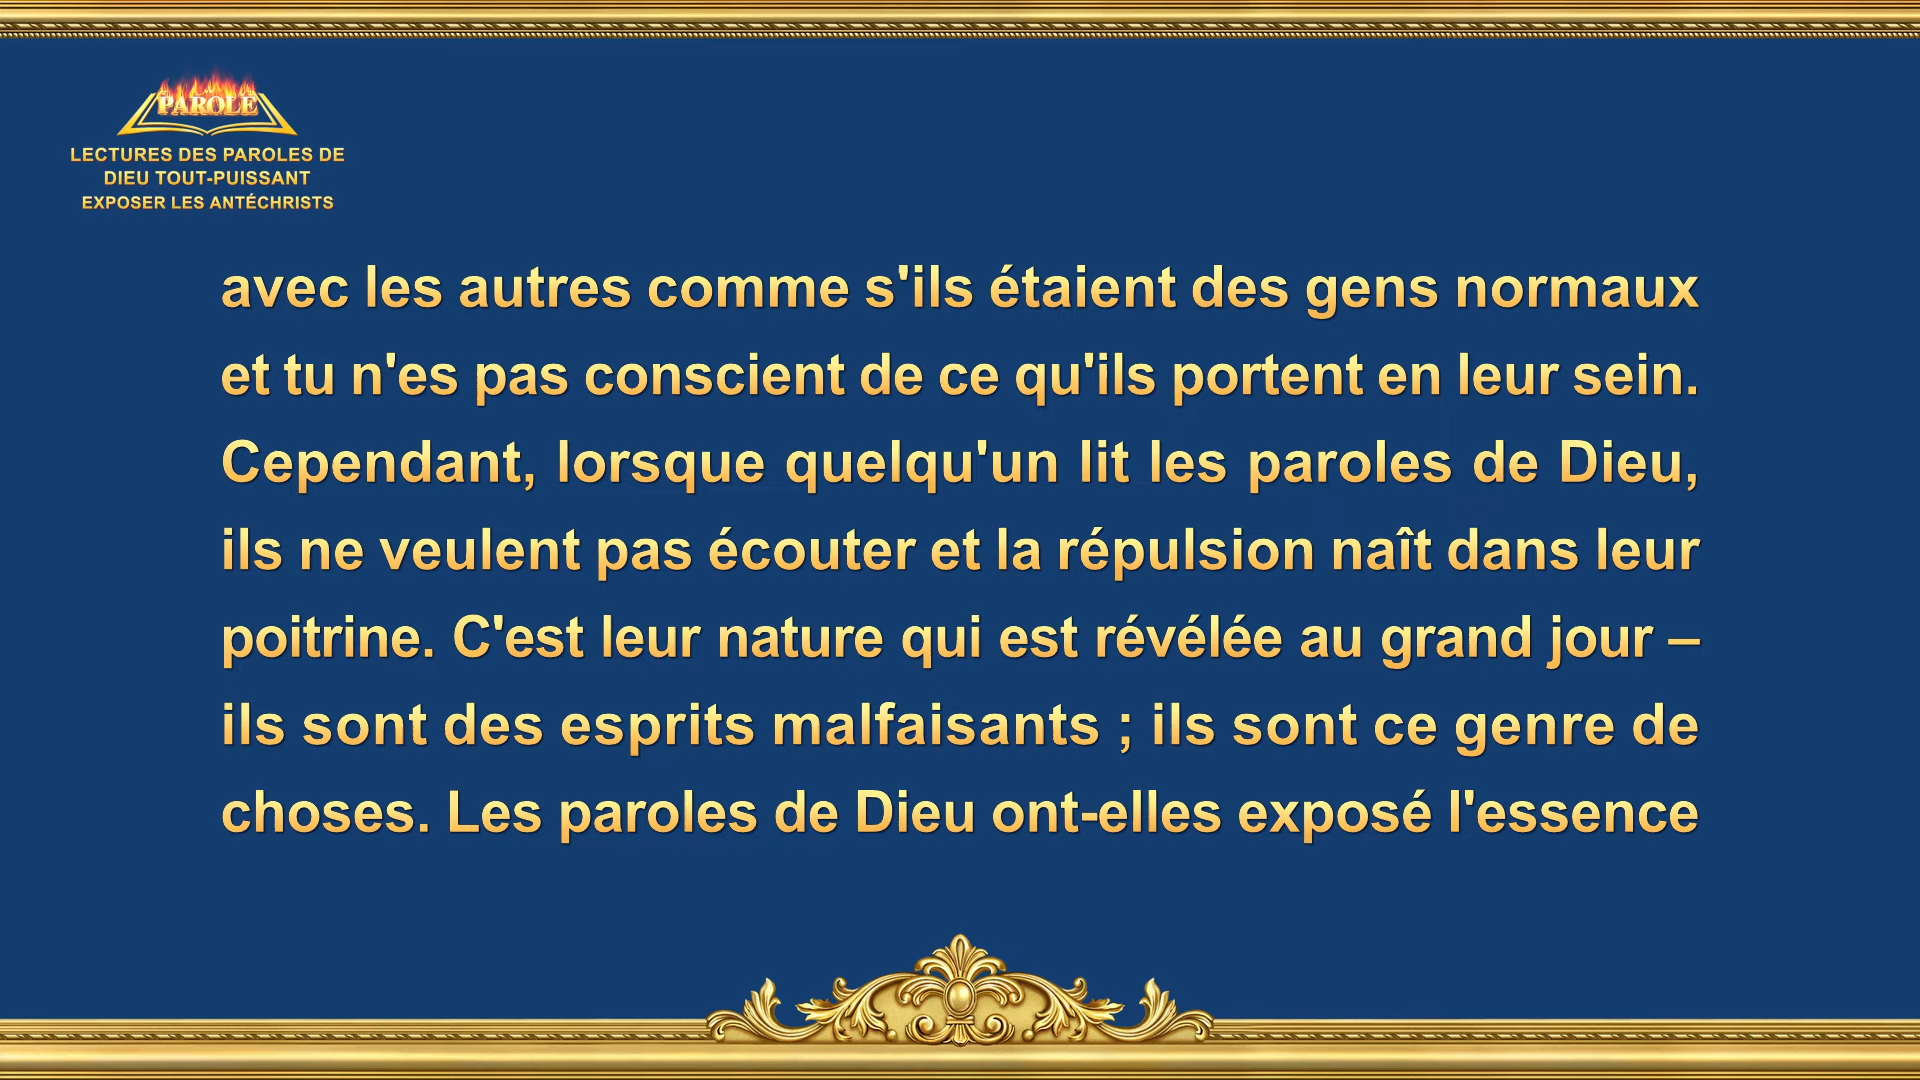 PAROLE
LECTURES DES PAROLES DE
DIEU TOUT-PUISSANT
EXPOSER LES ANTÉCHRISTS
avec les autres comme s'ils étaient des gens normaux
et tu n'es pas conscient de ce qu'ils portent en leur sein.
Cependant, lorsque quelqu'un lit les paroles de Dieu,
ils ne veulent pas écouter et la répulsion naît dans leur
poitrine. C'est leur nature qui est révélée au grand jour –
ils sont des esprits malfaisants ; ils sont ce genre de
choses. Les paroles de Dieu ont-elles exposé l'essence